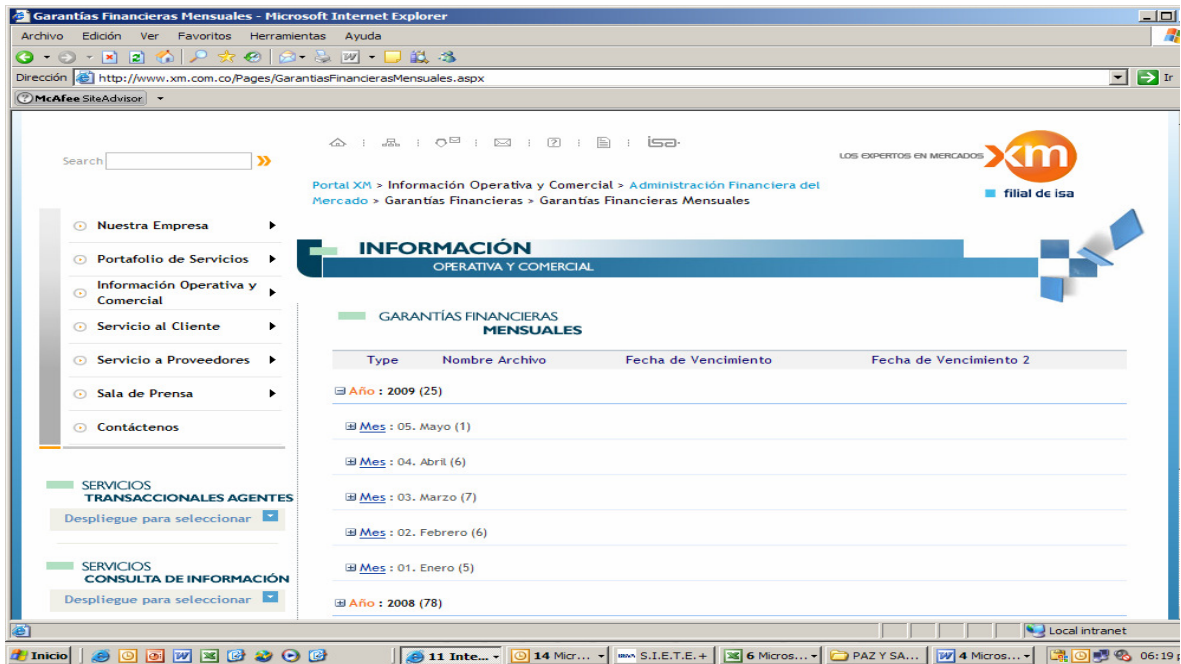 Garantías Financieras Mensuales - Microsoft Internet Explorer
Archivo Edición Ver Favoritos Herramientas Ayuda
Dirección http://www.xm.com.co/Pages/GarantiasFinancierasMensuales.aspx Ir
McAfee SiteAdvisor
isa
Search
LOS EXPERTOS EN MERCADOS xm
filial de isa
Portal XM > Información Operativa y Comercial > Administración Financiera del
Mercado > Garantías Financieras > Garantías Financieras Mensuales
Nuestra Empresa
Portafolio de Servicios
Información Operativa y
Comercial
Servicio al Cliente
Servicio a Proveedores
Sala de Prensa
Contáctenos
SERVICIOS
TRANSACCIONALES AGENTES
Despliegue para seleccionar
SERVICIOS
CONSULTA DE INFORMACIÓN
Despliegue para seleccionar
INFORMACIÓN
OPERATIVA Y COMERCIAL
GARANTÍAS FINANCIERAS
MENSUALES
Type Nombre Archivo Fecha de Vencimiento Fecha de Vencimiento 2
Año : 2009 (25)
Mes : 05. Mayo (1)
Mes : 04. Abril (6)
Mes : 03. Marzo (7)
Mes : 02. Febrero (6)
Mes : 01. Enero (5)
Año : 2008 (78)
Local intranet
Inicio 11 Inte... 14 Micr... S.I.E.T.E.+ 6 Micros... PAZ Y SA... 4 Micros... 06:19 p